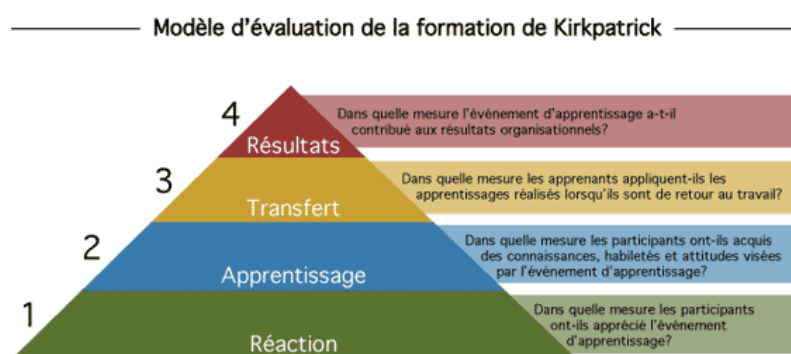 Modèle d'évaluation de la formation de Kirkpatrick
4
Résultats
Dans quelle mesure l'événement d'apprentissage a-t-il
contribué aux résultats organisationnels?
3
Transfert
Dans quelle mesure les apprenants appliquent-ils les
apprentissages réalisés lorsqu'ils sont de retour au travail?
2
Apprentissage
Dans quelle mesure les participants ont-ils acquis
des connaissances, habiletés et attitudes visées
par l'événement d'apprentissage?
1
Réaction
Dans quelle mesure les participants
ont-ils apprécié l'événement
d'apprentissage?